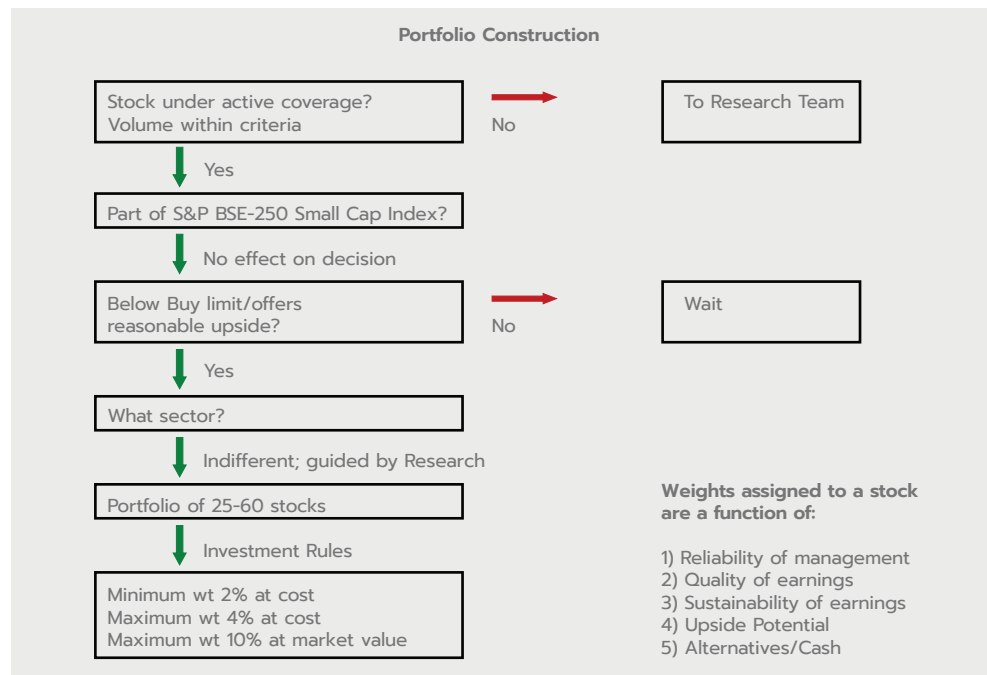 Portfolio Construction
Stock under active coverage?
Volume within criteria
No
To Research Team
Yes
Part of S&P BSE-250 Small Cap Index?
No effect on decision
Below Buy limit/offers
reasonable upside?
No
Wait
Yes
What sector?
Indifferent; guided by Research
Portfolio of 25-60 stocks
Investment Rules
Minimum wt 2% at cost
Maximum wt 4% at cost
Maximum wt 10% at market value
Weights assigned to a stock
are a function of:
1) Reliability of management
2) Quality of earnings
3) Sustainability of earnings
4) Upside Potential
5) Alternatives/Cash